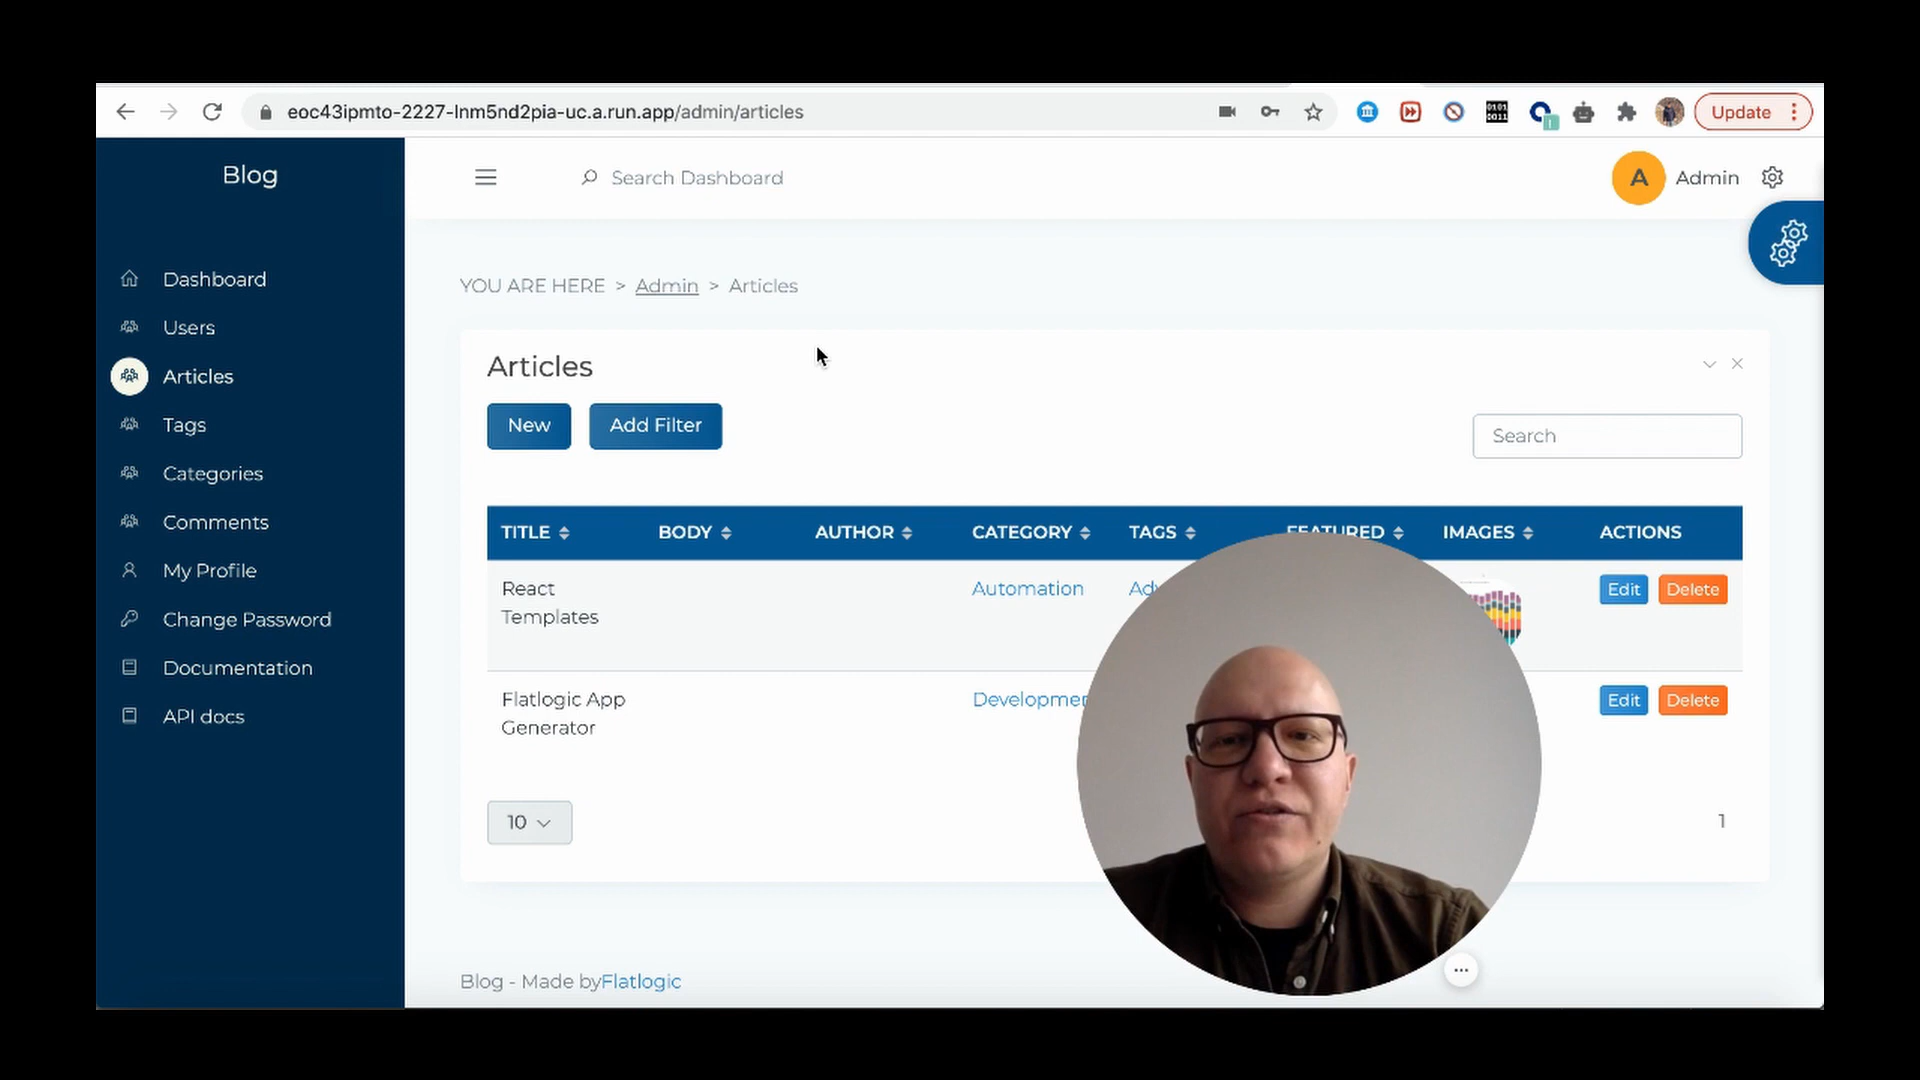 eoc43ipmto-2227-lnm5nd2pia-uc.a.run.app/admin/articles
Update
Blog
Search Dashboard
A
Admin
Dashboard
Users
Articles
Tags
Categories
Comments
My Profile
Change Password
Documentation
API docs
YOU ARE HERE > Admin > Articles
Articles
New
Add Filter
Search
TITLE BODY AUTHOR CATEGORY TAGS FEATURED IMAGES ACTIONS
React
Templates
Automation
Edit
Delete
Flatlogic App
Generator
Edit
Delete
10
1
Blog - Made byFlatlogic